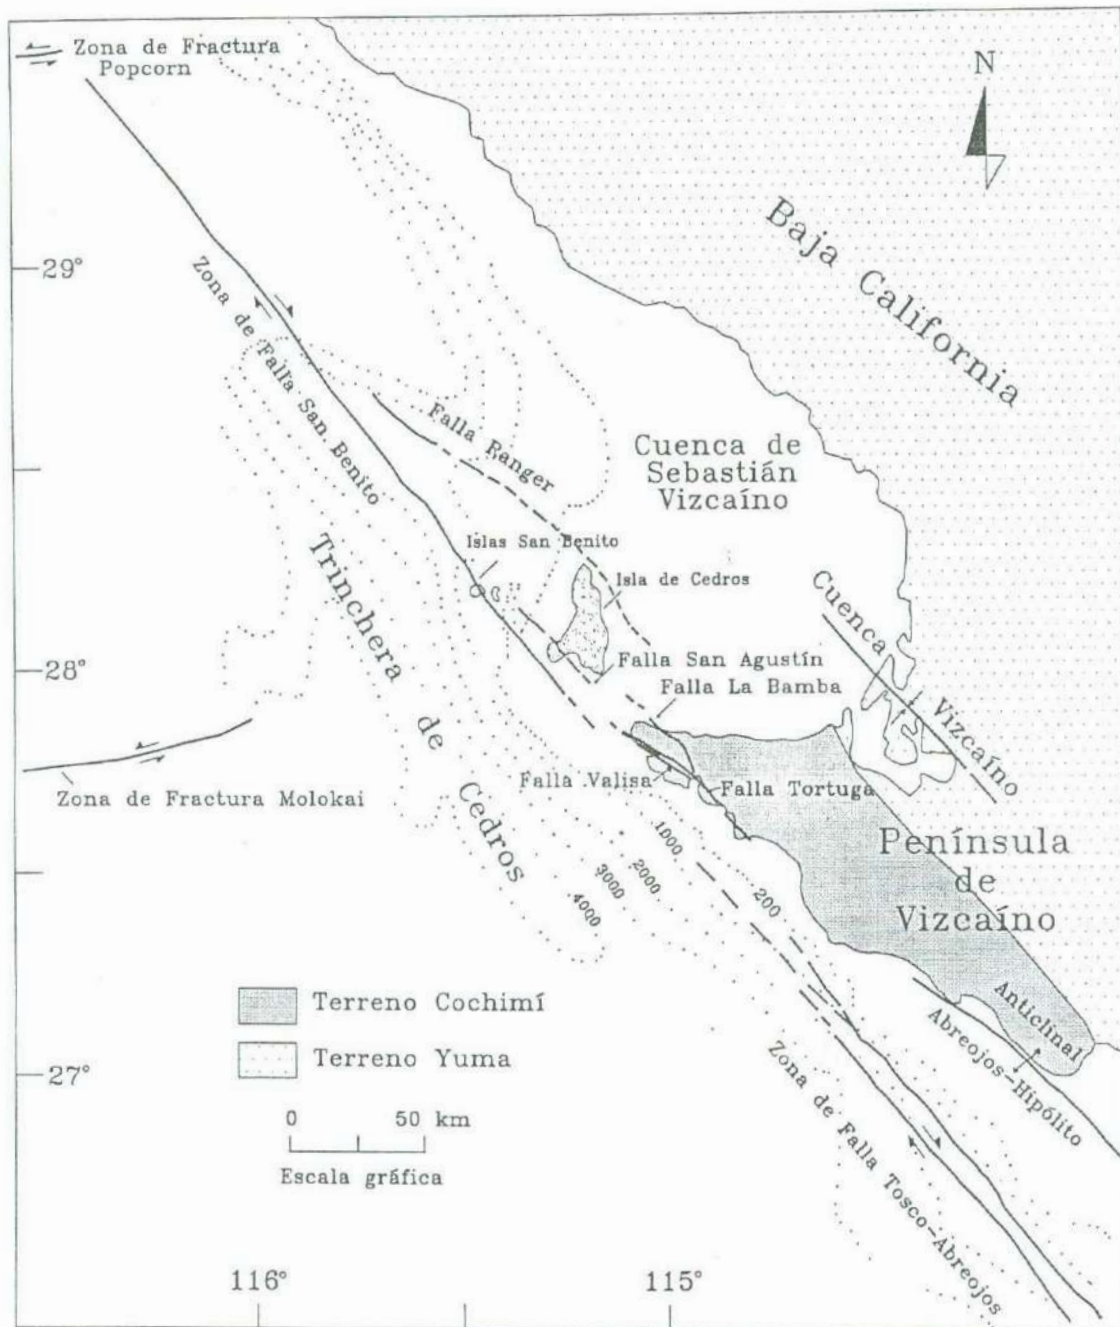 Zona de Fractura
Popcorn
N
Baja California
29°
Zona de Falla San Benito
Falla Ranger
Cuenca de
Sebastián
Vizcaíno
Islas San Benito
Isla de Cedros
Trinchera de Cedros
Cuenca Vizcaíno
28°
Falla San Agustín
Falla La Bamba
Zona de Fractura Molokai
Falla Valisa
Falla Tortuga
1000
2000
3000
4000
200
Península
de
Vizcaíno
Terreno Cochimí
Terreno Yuma
27°
Anticlinal
Abreojos-Hipólito
Zona de Falla Tosco-Abreojos
0 50 km
Escala gráfica
116°
115°